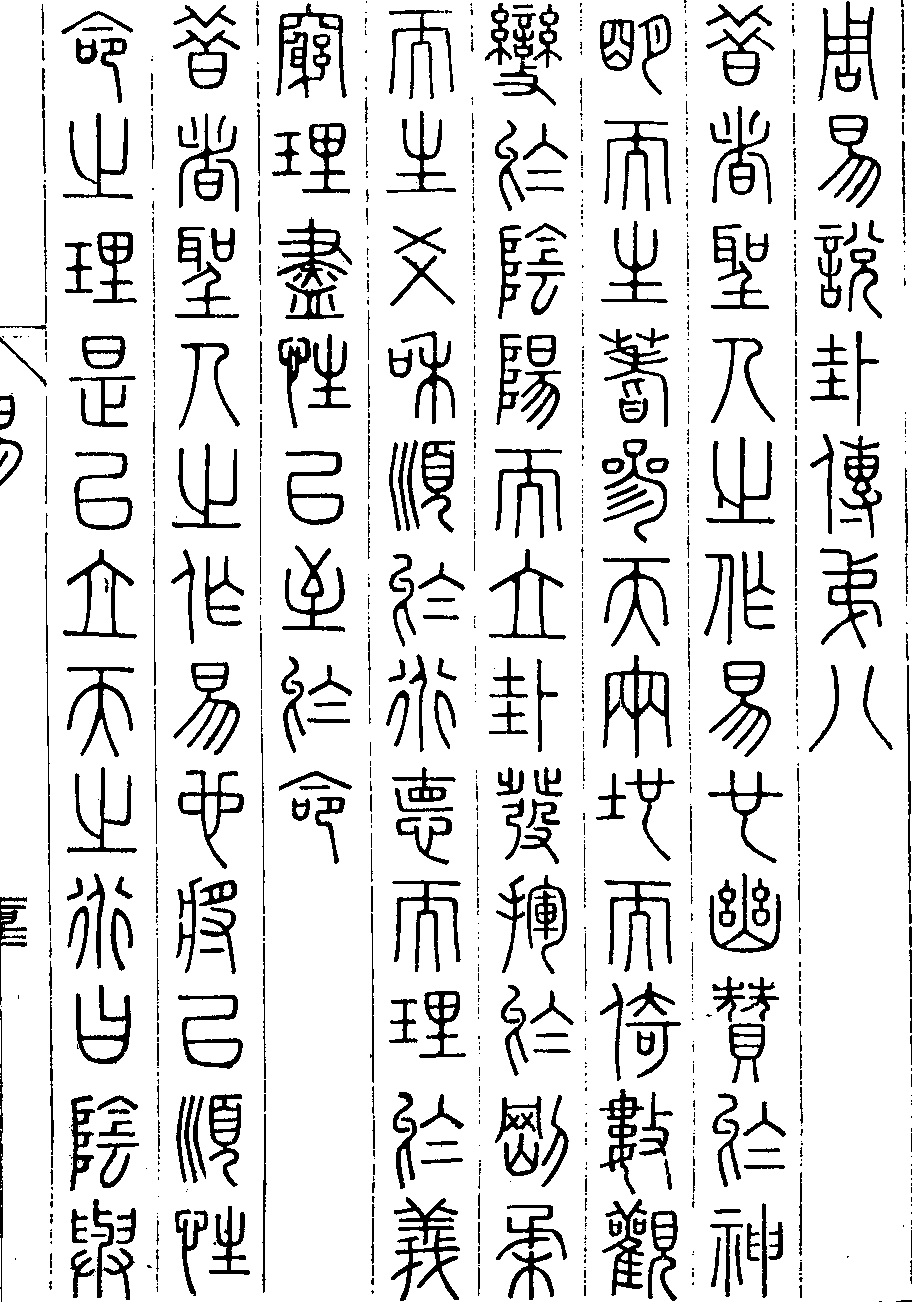 周易說卦傳弟八
昔者聖人之作易也幽贊於神
明而生蓍參天兩地而倚數觀
變於陰陽而立卦發揮於剛柔
而生爻和順於道悳而理於義
窮理盡性以至於命
昔者聖人之作易也將以順性
命之理是以立天之道曰陰與